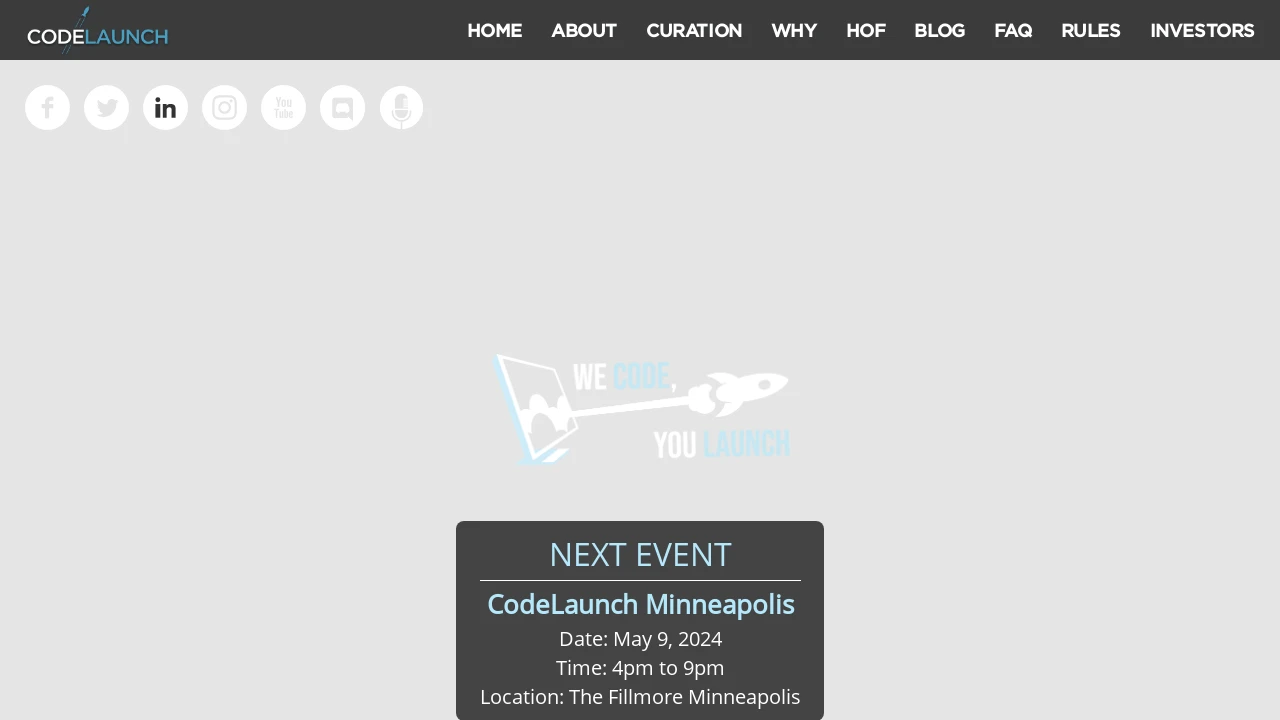 CODELAUNCH
HOME ABOUT CURATION WHY HOF BLOG FAQ RULES INVESTORS
f in You Tube
WE CODE,
YOU LAUNCH
NEXT EVENT
CodeLaunch Minneapolis
Date: May 9, 2024
Time: 4pm to 9pm
Location: The Fillmore Minneapolis